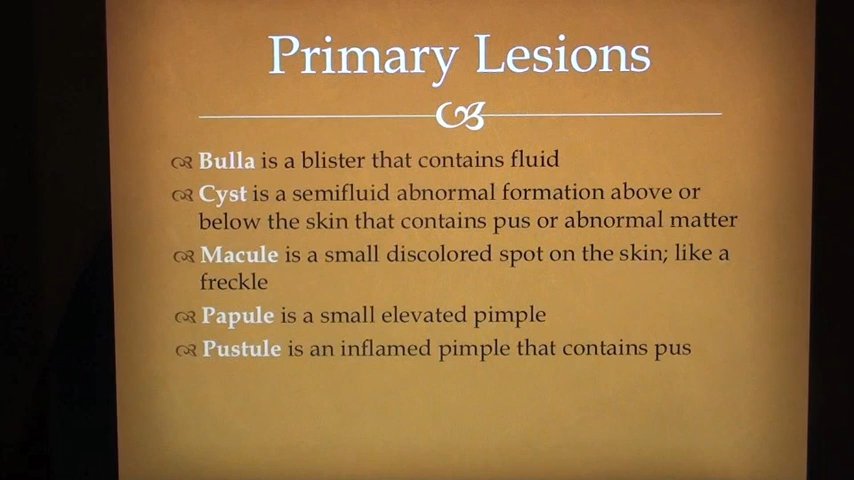 Primary Lesions
Bulla is a blister that contains fluid
Cyst is a semifluid abnormal formation above or
below the skin that contains pus or abnormal matter
Macule is a small discolored spot on the skin; like a
freckle
Papule is a small elevated pimple
Pustule is an inflamed pimple that contains pus